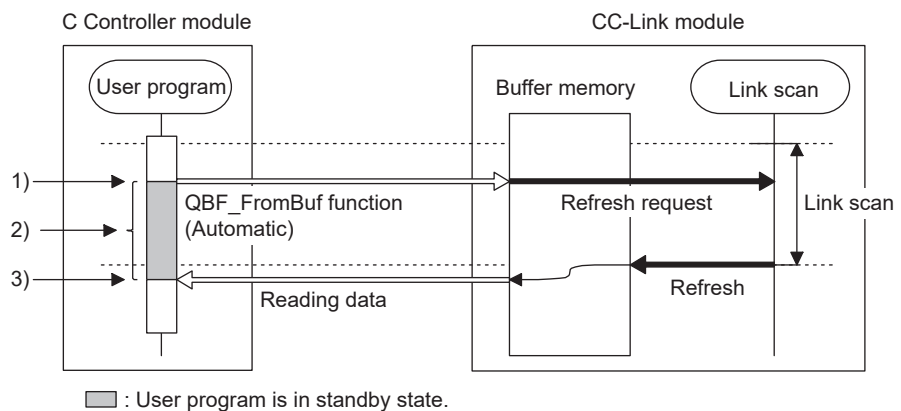 C Controller module
CC-Link module
User program
Buffer memory
Link scan
1)
QBF_FromBuf function
(Automatic)
Refresh request
Link scan
2)
3)
Reading data
Refresh
: User program is in standby state.